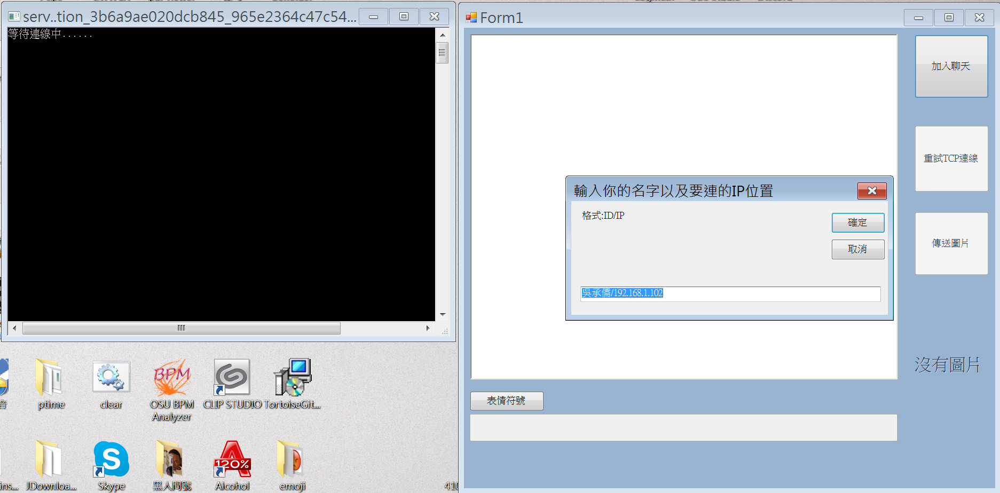 serv..tion_3b6a9ae020dcb845_965e2364c47c54...
等待連線中......
Form1
加入聊天
重試TCP連線
傳送圖片
沒有圖片
輸入你的名字以及要連的IP位置
格式:ID/IP
確定
取消
吳承儒/192.168.1.102
表情符號
音
ptime
clear
OSU BPM
Analyzer
CLIP STUDIO
TortoiseGit...
ins...
JDownloa...
Skype
黑人問號
Alcohol
emoji
BPM
120%
410